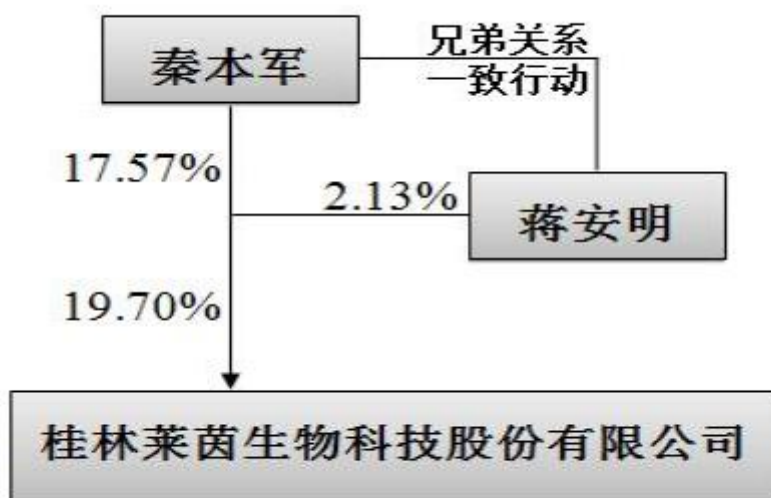 秦本军
兄弟关系
一致行动
17.57%
2.13%
蒋安明
19.70%
桂林莱茵生物科技股份有限公司